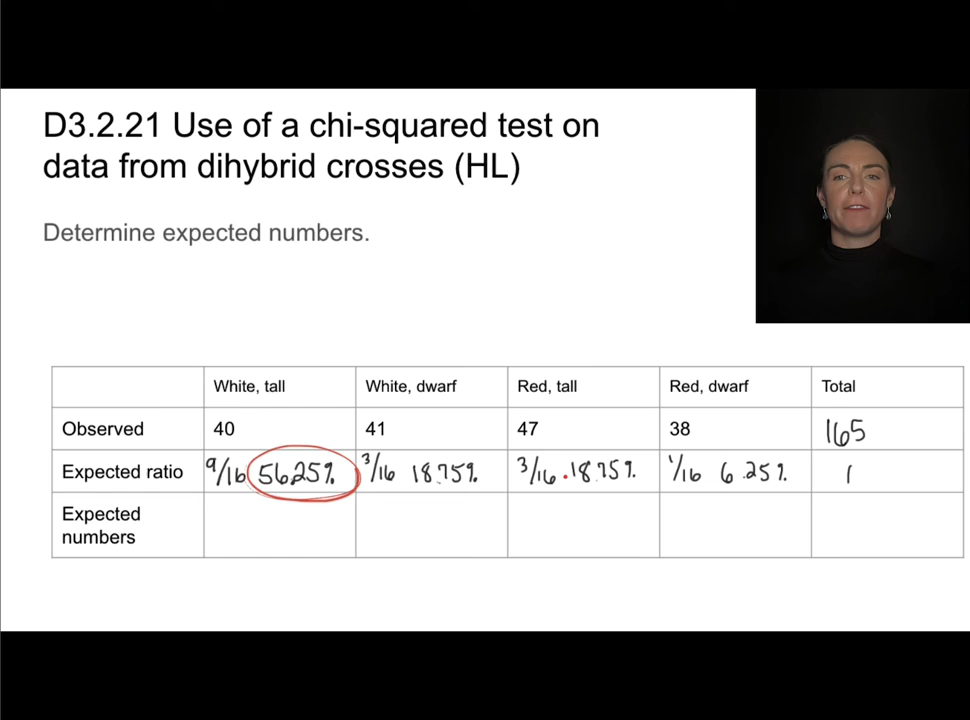 D3.2.21 Use of a chi-squared test on
data from dihybrid crosses (HL)
Determine expected numbers.
White, tall White, dwarf Red, tall Red, dwarf Total
Observed 40 41 47 38 165
Expected ratio 9/16 56.25% 3/16 18.75% 3/16 18.75% 1/16 6.25% 1
Expected
numbers